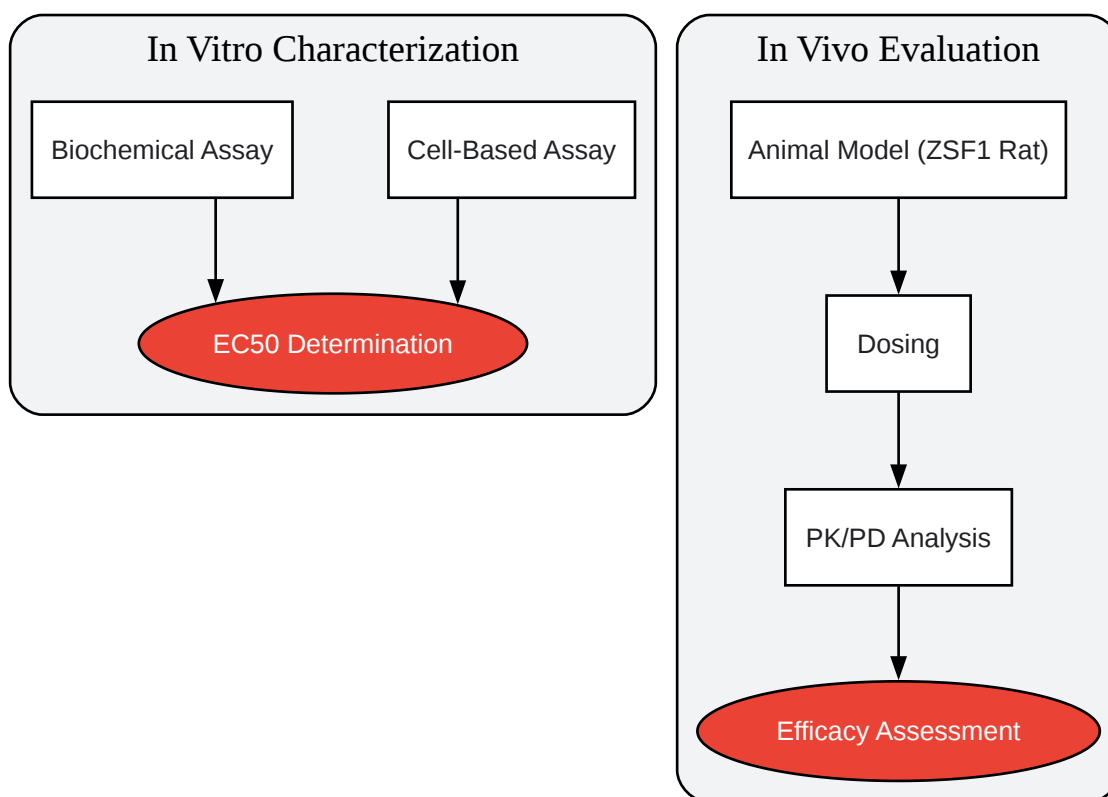 In Vitro Characterization
Biochemical Assay
Cell-Based Assay
EC50 Determination
In Vivo Evaluation
Animal Model (ZSF1 Rat)
Dosing
PK/PD Analysis
Efficacy Assessment